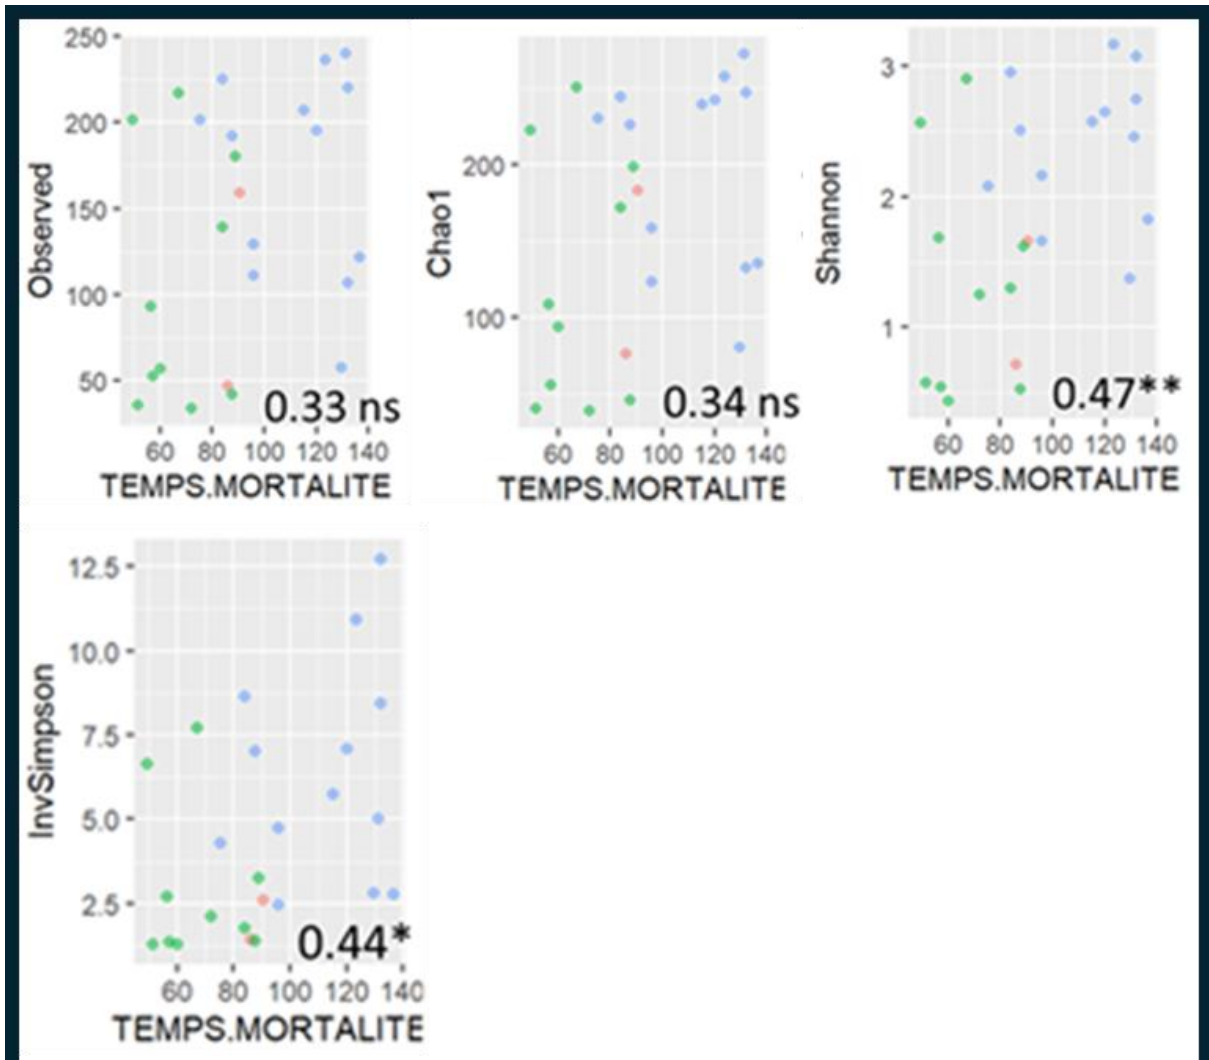 Observed
250
200
150
100
50
0.33 ns
60 80 100 120 140
TEMPS.MORTALITE
Chao1
200
100
0.34 ns
60 80 100 120 140
TEMPS.MORTALITE
Shannon
3
2
1
0.47**
60 80 100 120 140
TEMPS.MORTALITE
InvSimpson
12.5
10.0
7.5
5.0
2.5
0.44*
60 80 100 120 140
TEMPS.MORTALITE